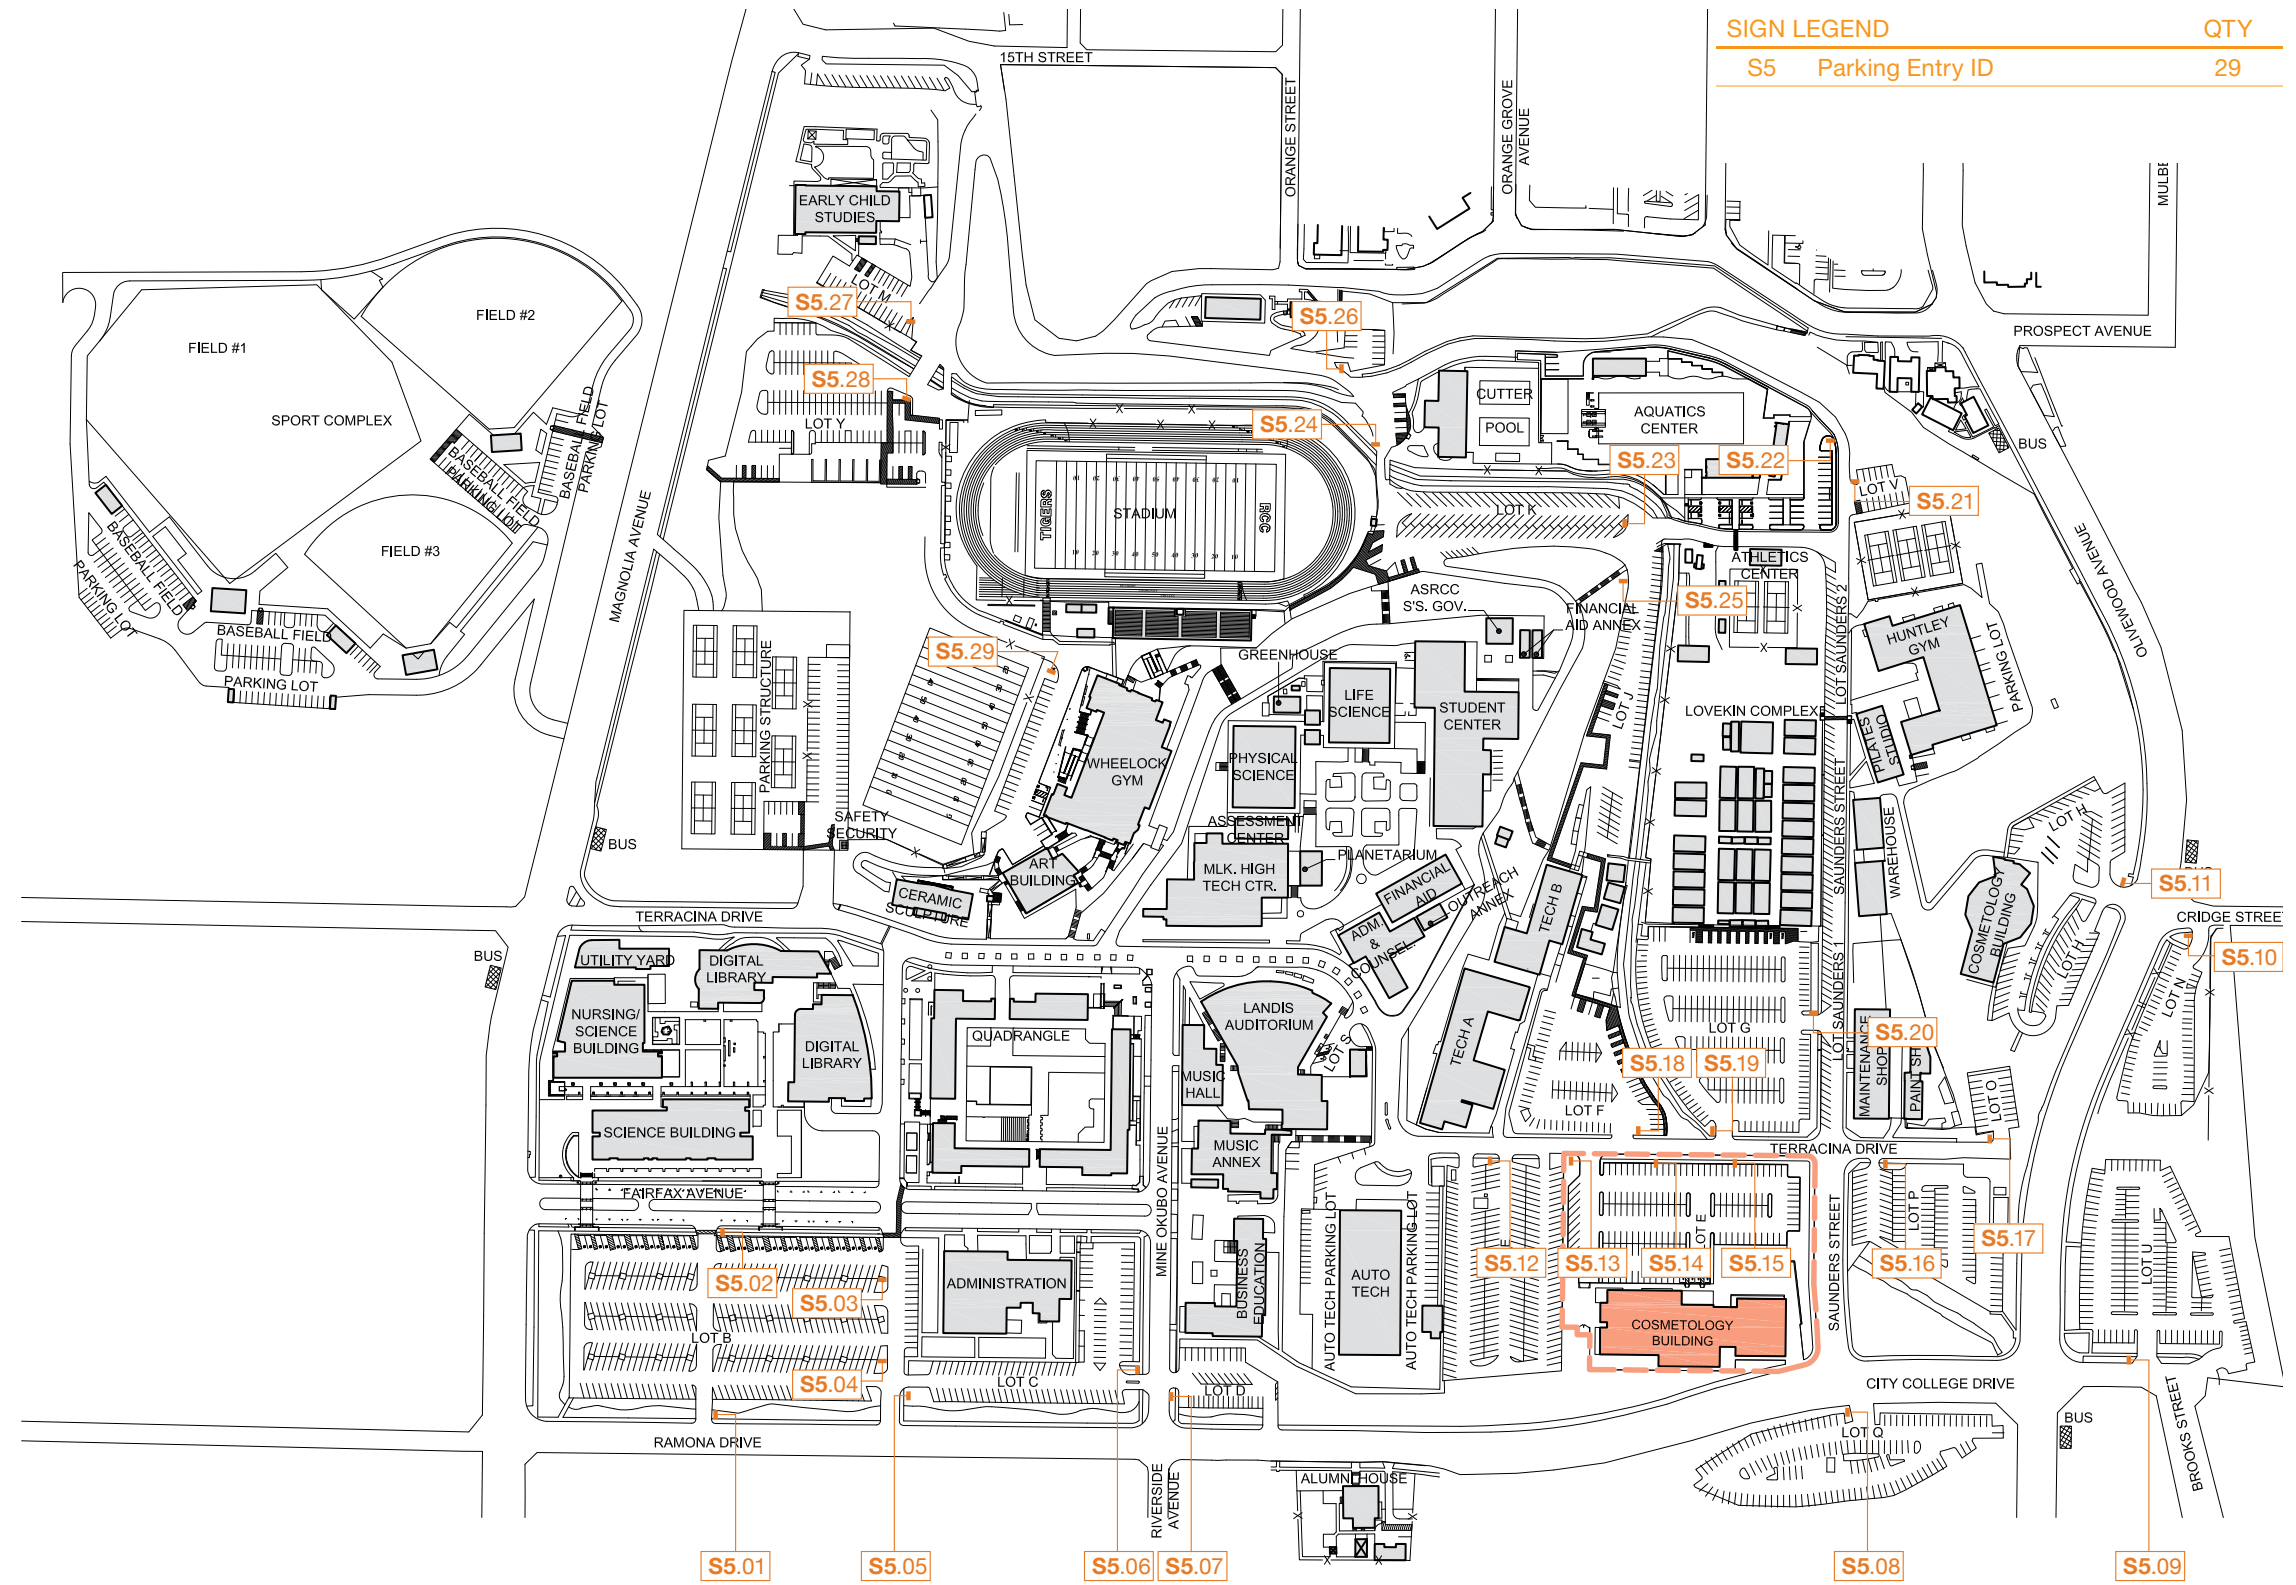 SIGN LEGEND QTY
S5 Parking Entry ID 29
15TH STREET
ORANGE STREET
ORANGE GROVE
AVENUE
EARLY CHILD
STUDIES
LOT M
S5.27
S5.26
PROSPECT AVENUE
FIELD #2
FIELD #1
SPORT COMPLEX
FIELD #3
BASEBALL FIELD
PARKING LOT
BASEBALL FIELD
PARKING LOT
BASEBALL FIELD
PARKING LOT
BASEBALL FIELD
PARKING LOT
MAGNOLIA AVENUE
S5.28
LOT Y
S5.24
CUTTER
POOL
AQUATICS
CENTER
S5.23
S5.22
BUS
LOT V
S5.21
OLIVEWOOD AVENUE
TIGERS
STADIUM
RCC
LOT K
ATHLETICS
CENTER
ASRCC
S'S. GOV.
FINANCIAL
AID ANNEX
S5.25
LOT SAUNDERS 2
HUNTLEY
GYM
PARKING LOT
PARKING STRUCTURE
S5.29
GREENHOUSE
LIFE
SCIENCE
STUDENT
CENTER
LOT J
LOVEKIN COMPLEX
PILATES
STUDIO
WHEELOCK
GYM
PHYSICAL
SCIENCE
SAUNDERS STREET
WAREHOUSE
LOT H
SAFETY
SECURITY
BUS
ASSESSMENT
CENTER
PLANETARIUM
MLK. HIGH
TECH CTR.
ART
BUILDING
CERAMIC
SCULPTURE
FINANCIAL
AID
OUTREACH
ANNEX
TECH B
ADM.
&
COUNSEL.
COSMETOLOGY
BUILDING
LOT H
S5.11
CRIDGE STREET
S5.10
TERRACINA DRIVE
BUS
UTILITY YARD
DIGITAL
LIBRARY
NURSING/
SCIENCE
BUILDING
DIGITAL
LIBRARY
QUADRANGLE
LANDIS
AUDITORIUM
LOT S
MUSIC
HALL
TECH A
LOT G
LOT SAUNDERS 1
S5.20
MAINTENANCE
SHOP
LOT N
LOT O
S5.18
S5.19
LOT F
SCIENCE BUILDING
MUSIC
ANNEX
MINE OKUBO AVENUE
TERRACINA DRIVE
FAIRFAX AVENUE
AUTO TECH PARKING LOT
AUTO TECH PARKING LOT
AUTO
TECH
BUSINESS
EDUCATION
ADMINISTRATION
S5.02
S5.03
S5.04
LOT B
LOT C
LOT D
S5.12
S5.13
S5.14
S5.15
LOT E
S5.16
LOT P
S5.17
LOT U
SAUNDERS STREET
COSMETOLOGY
BUILDING
CITY COLLEGE DRIVE
BUS
BROOKS STREET
LOT Q
RAMONA DRIVE
RIVERSIDE
AVENUE
ALUMNI HOUSE
S5.01
S5.05
S5.06
S5.07
S5.08
S5.09